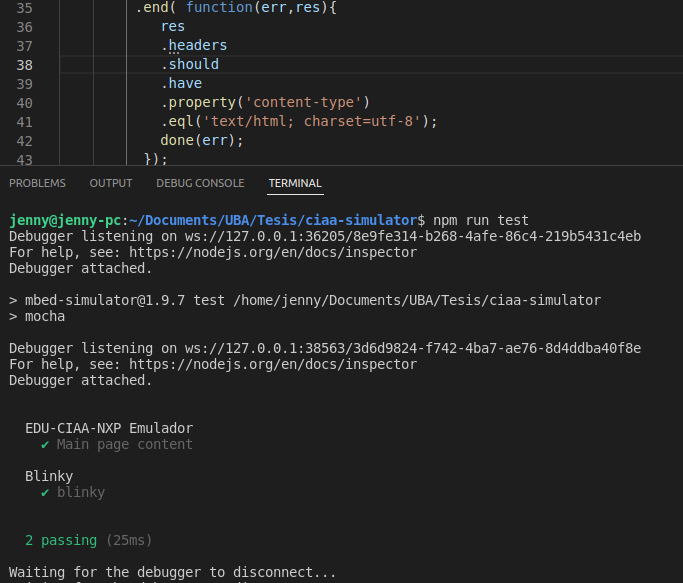 35 .end( function(err,res){
36 res
37 .headers
38 .should
39 .have
40 .property('content-type')
41 .eql('text/html; charset=utf-8');
42 done(err);
43 });
PROBLEMS OUTPUT DEBUG CONSOLE TERMINAL
jenny@jenny-pc:~/Documents/UBA/Tesis/ciaa-simulator$ npm run test
Debugger listening on ws://127.0.0.1:36205/8e9fe314-b268-4afe-86c4-219b5431c4eb
For help, see: https://nodejs.org/en/docs/inspector
Debugger attached.
> mbed-simulator@1.9.7 test /home/jenny/Documents/UBA/Tesis/ciaa-simulator
> mocha
Debugger listening on ws://127.0.0.1:38563/3d6d9824-f742-4ba7-ae76-8d4ddba40f8e
For help, see: https://nodejs.org/en/docs/inspector
Debugger attached.
EDU-CIAA-NXP Emulador
✔ Main page content
Blinky
✔ blinky
2 passing (25ms)
Waiting for the debugger to disconnect...